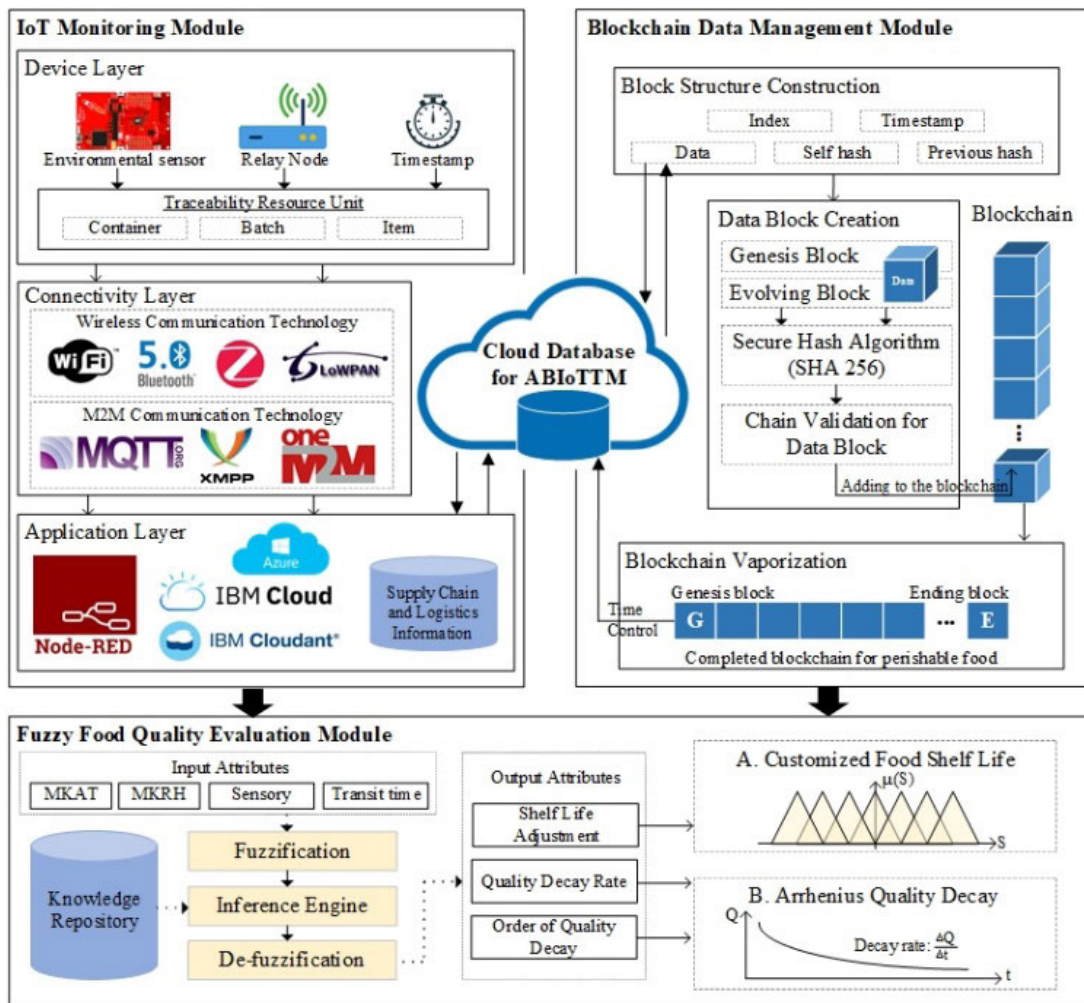 IoT Monitoring Module
Device Layer
Environmental sensor
Relay Node
Timestamp
Traceability Resource Unit
Container
Batch
Item
Connectivity Layer
Wireless Communication Technology
WiFi™
5.0
Bluetooth
Z
6LoWPAN
M2M Communication Technology
MQTT.ORG
XMPP
one
M2M
Application Layer
Node-RED
Azure
IBM Cloud
IBM Cloudant®
Supply Chain
and Logistics
Information
Cloud Database
for ABIoTTM
Blockchain Data Management Module
Block Structure Construction
Index
Timestamp
Data
Self hash
Previous hash
Data Block Creation
Genesis Block
Evolving Block
Secure Hash Algorithm
(SHA 256)
Chain Validation for
Data Block
Adding to the blockchain
Blockchain
...
Blockchain Vaporization
Genesis block
Ending block
Time
Control
G
...
E
Completed blockchain for perishable food
Fuzzy Food Quality Evaluation Module
Input Attributes
MKAT
MKRH
Sensory
Transit time
Knowledge
Repository
Fuzzification
Inference Engine
De-fuzzification
Output Attributes
Shelf Life
Adjustment
Quality Decay Rate
Order of Quality
Decay
A. Customized Food Shelf Life
μ(S)
S
B. Arrhenius Quality Decay
Q
Decay rate: ΔQ/Δt
t